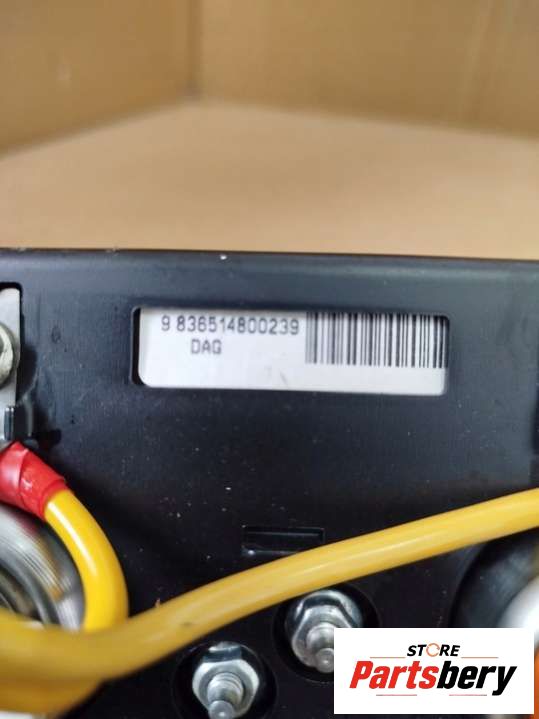 9 836514800239
DAG
STORE
Partsbery